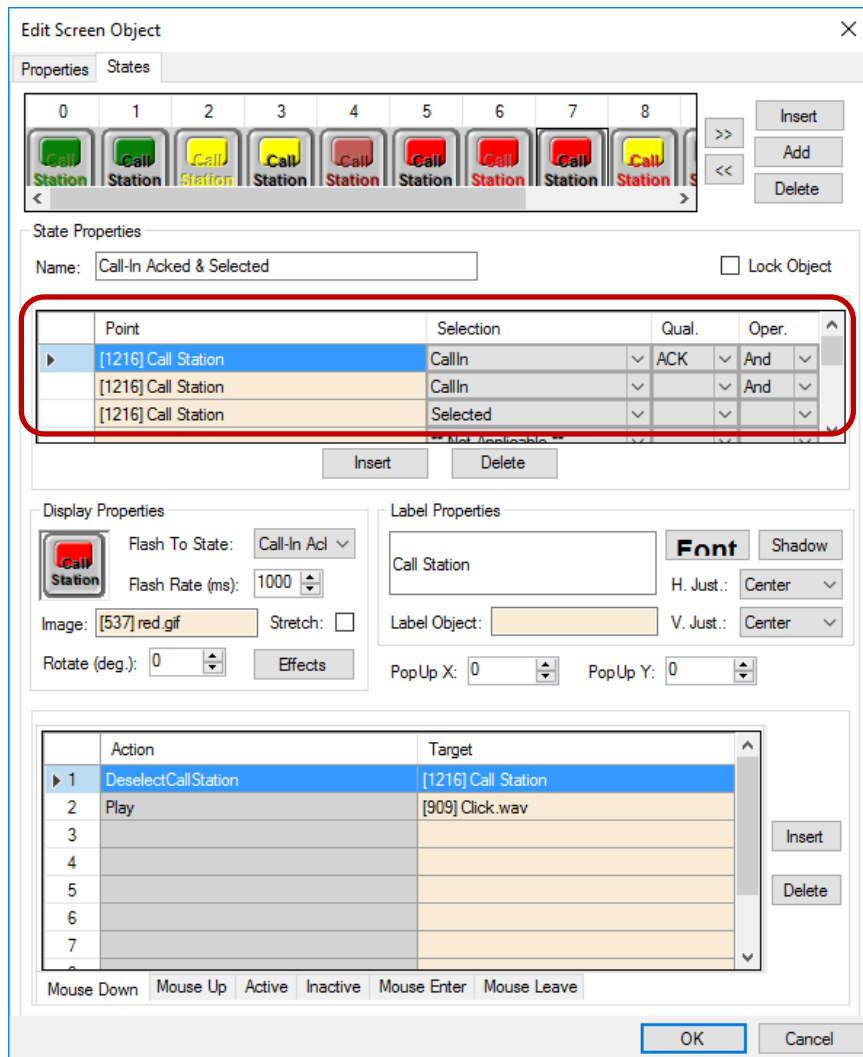 Edit Screen Object
Properties States
0 1 2 3 4 5 6 7 8
Call Call Call Call Call Call Call Call Call
Station Station Station Station Station Station Station Station Station S
>>
<<
Insert
Add
Delete
State Properties
Name: Call-In Acked & Selected Lock Object
Point Selection Qual. Oper.
[1216] Call Station CallIn ACK And
[1216] Call Station CallIn And
[1216] Call Station Selected
** Not Applicable **
Insert Delete
Display Properties
Call
Station
Flash To State: Call-In Acl
Flash Rate (ms): 1000
Image: [537] red.gif Stretch:
Rotate (deg.): 0 Effects
Label Properties
Call Station
Font Shadow
H. Just.: Center
Label Object: V. Just.: Center
PopUp X: 0 PopUp Y: 0
Action Target
1 DeselectCallStation [1216] Call Station
2 Play [909] Click.wav
3
4
5
6
7
Insert
Delete
Mouse Down Mouse Up Active Inactive Mouse Enter Mouse Leave
OK Cancel